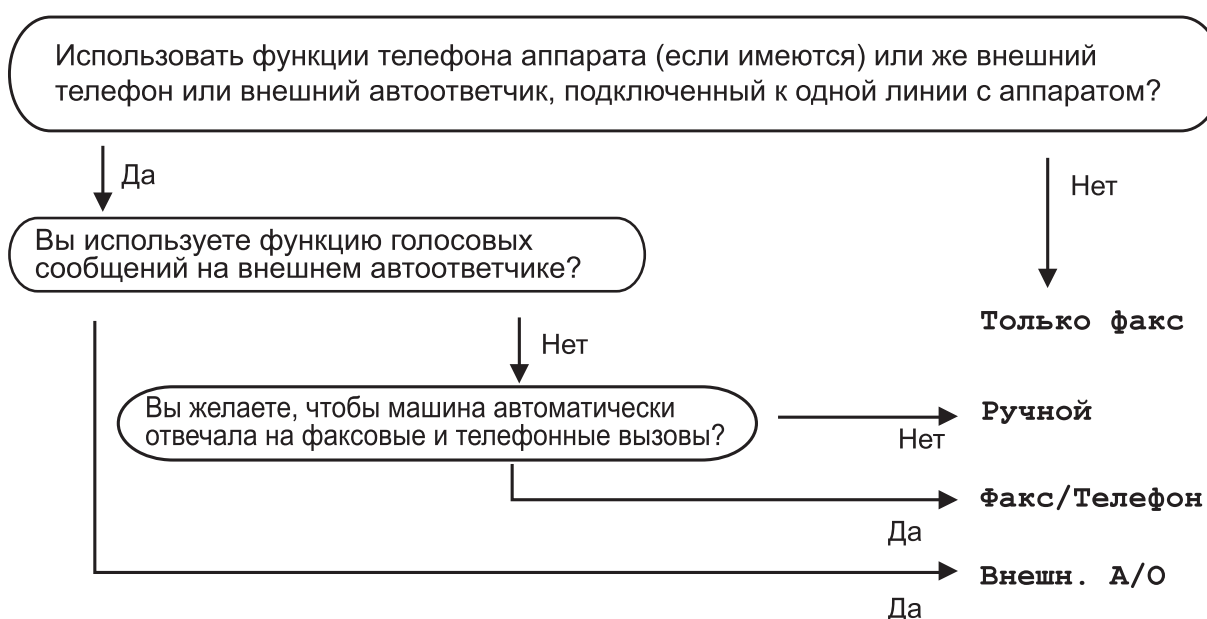 Использовать функции телефона аппарата (если имеются) или же внешний
телефон или внешний автоответчик, подключенный к одной линии с аппаратом?
Да
Нет
Вы используете функцию голосовых
сообщений на внешнем автоответчике?
Только факс
Нет
Вы желаете, чтобы машина автоматически
отвечала на факсовые и телефонные вызовы?
Ручной
Нет
Факс/Телефон
Да
Внешн. А/О
Да